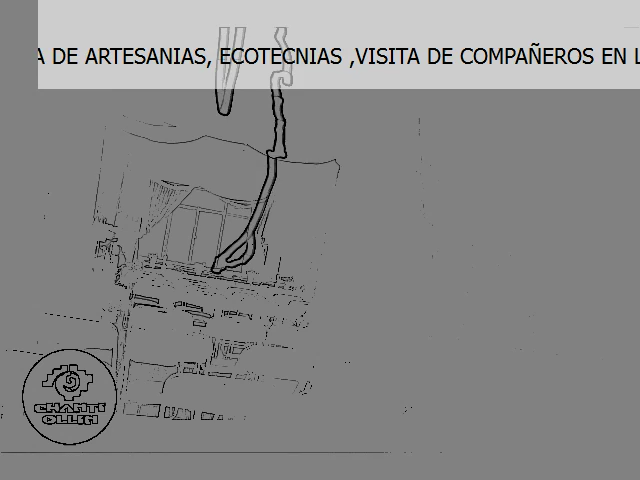 A DE ARTESANIAS, ECOTECNIAS ,VISITA DE COMPAÑEROS EN L
CHANTI
OLLIN